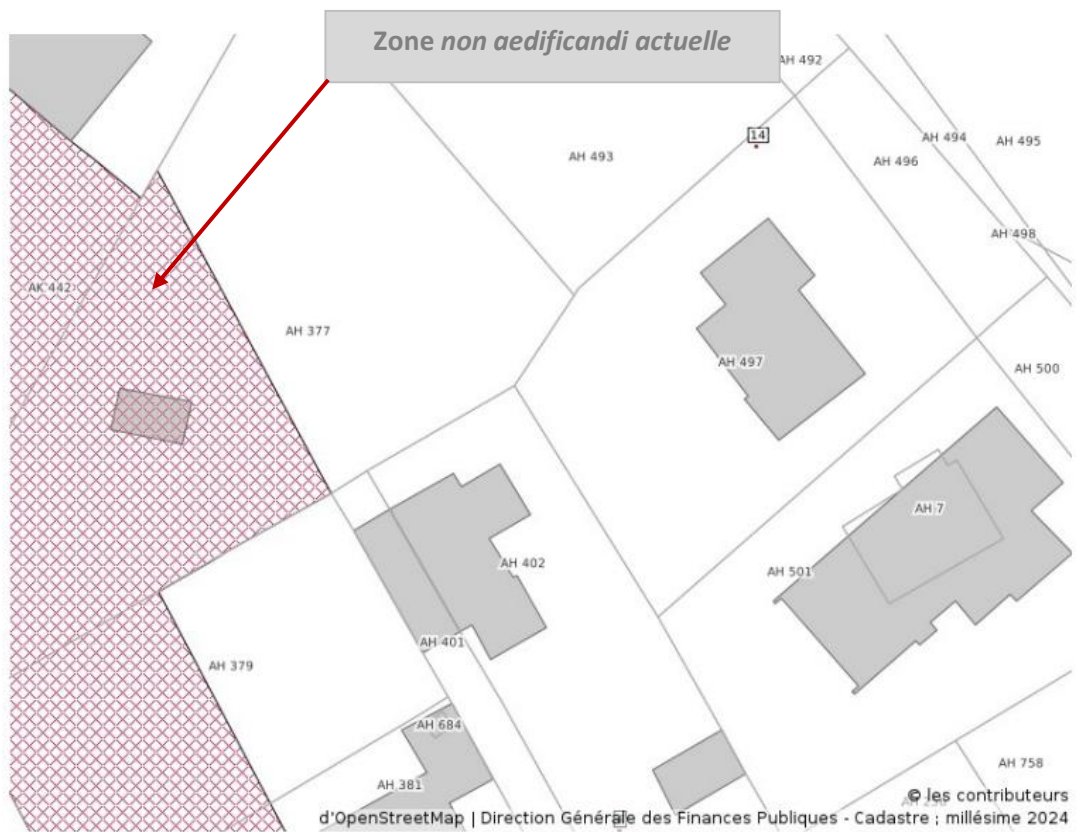 Zone non aedificandi actuelle
AH 492
14
AH 494
AH 495
AH 493
AH 496
AH 498
AK 442
AH 377
AH 497
AH 500
AH 7
AH 402
AH 501
AH 401
AH 379
AH 684
AH 758
AH 381
© les contributeurs
d'OpenStreetMap | Direction Générale des Finances Publiques - Cadastre ; millésime 2024